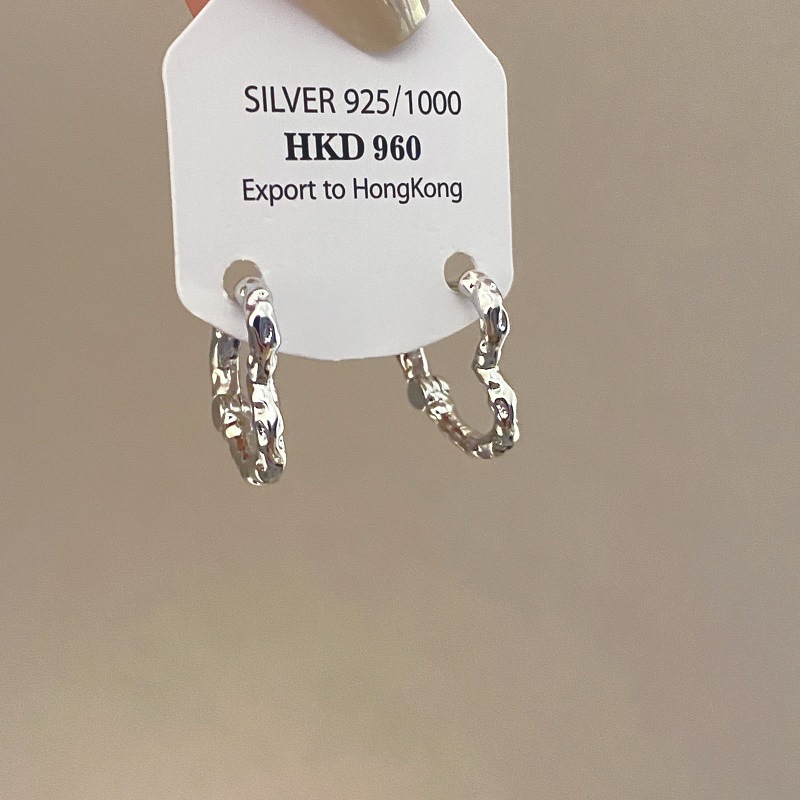 SILVER 925/1000
HKD 960
Export to HongKong